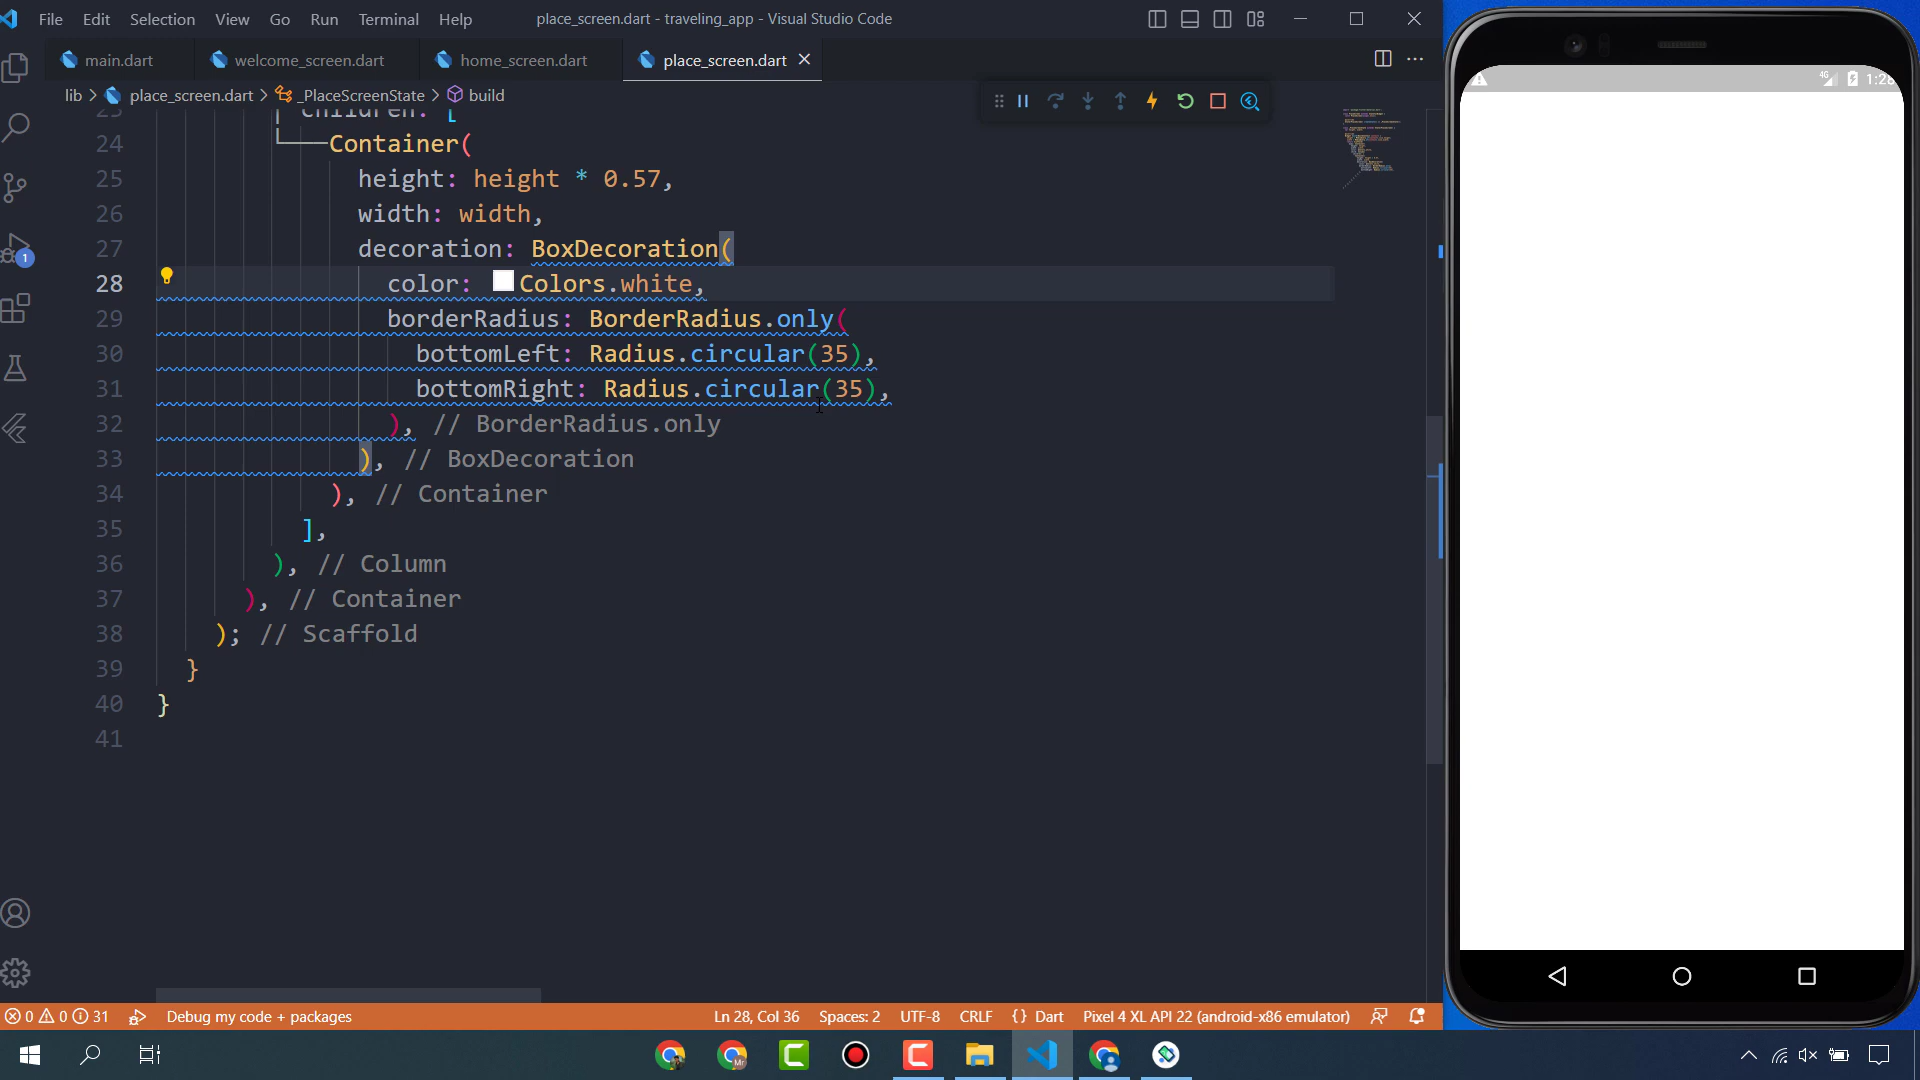 File Edit Selection View Go Run Terminal Help
place_screen.dart - traveling_app - Visual Studio Code
main.dart
welcome_screen.dart
home_screen.dart
place_screen.dart
lib > place_screen.dart > _PlaceScreenState > build
23 children: [
24 Container(
25 height: height * 0.57,
26 width: width,
27 decoration: BoxDecoration(
28 color: Colors.white,
29 borderRadius: BorderRadius.only(
30 bottomLeft: Radius.circular(35),
31 bottomRight: Radius.circular(35),
32 ), // BorderRadius.only
33 ), // BoxDecoration
34 ), // Container
35 ],
36 ), // Column
37 ), // Container
38 ); // Scaffold
39 }
40 }
41
1
4G
0 0 31 Debug my code + packages
Ln 28, Col 36 Spaces: 2 UTF-8 CRLF {} Dart Pixel 4 XL API 22 (android-x86 emulator)